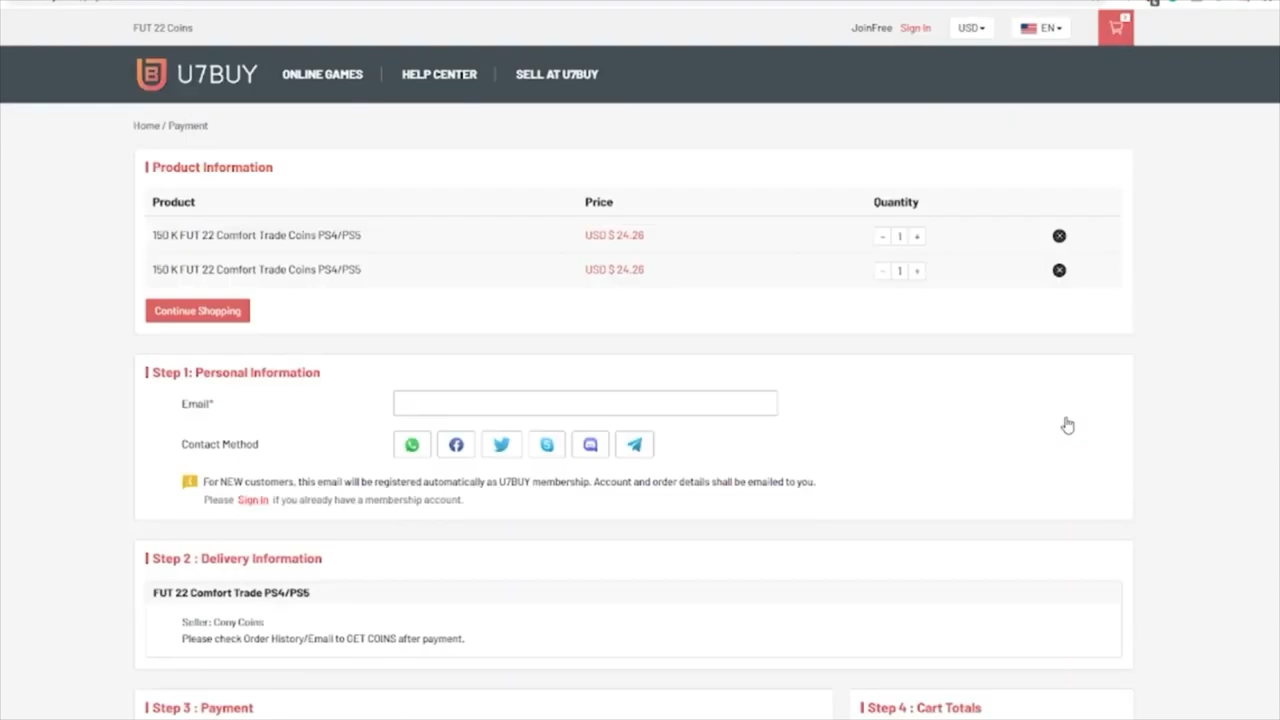 FUT 22 Coins
JoinFree Sign In USD EN
U7BUY ONLINE GAMES HELP CENTER SELL AT U7BUY
Home / Payment
Product Information
Product Price Quantity
150 K FUT 22 Comfort Trade Coins PS4/PS5 USD $ 24.26 - 1 +
150 K FUT 22 Comfort Trade Coins PS4/PS5 USD $ 24.26 - 1 +
Continue Shopping
Step 1: Personal Information
Email*
Contact Method
For NEW customers, this email will be registered automatically as U7BUY membership. Account and order details shall be emailed to you.
Please Sign In if you already have a membership account.
Step 2 : Delivery Information
FUT 22 Comfort Trade PS4/PS5
Seller: Cony Coins
Please check Order History/Email to GET COINS after payment.
Step 3 : Payment
Step 4 : Cart Totals